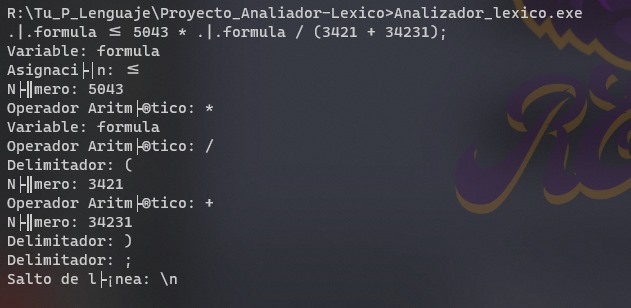 R:\Tu_P_Lenguaje\Proyecto_Analiador-Lexico>Analizador_lexico.exe
.|.formula ≤ 5043 * .|.formula / (3421 + 34231);
Variable: formula
Asignaci├│n: ≤
N├║mero: 5043
Operador Aritm├®tico: *
Variable: formula
Operador Aritm├®tico: /
Delimitador: (
N├║mero: 3421
Operador Aritm├®tico: +
N├║mero: 34231
Delimitador: )
Delimitador: ;
Salto de l├¡nea: \n